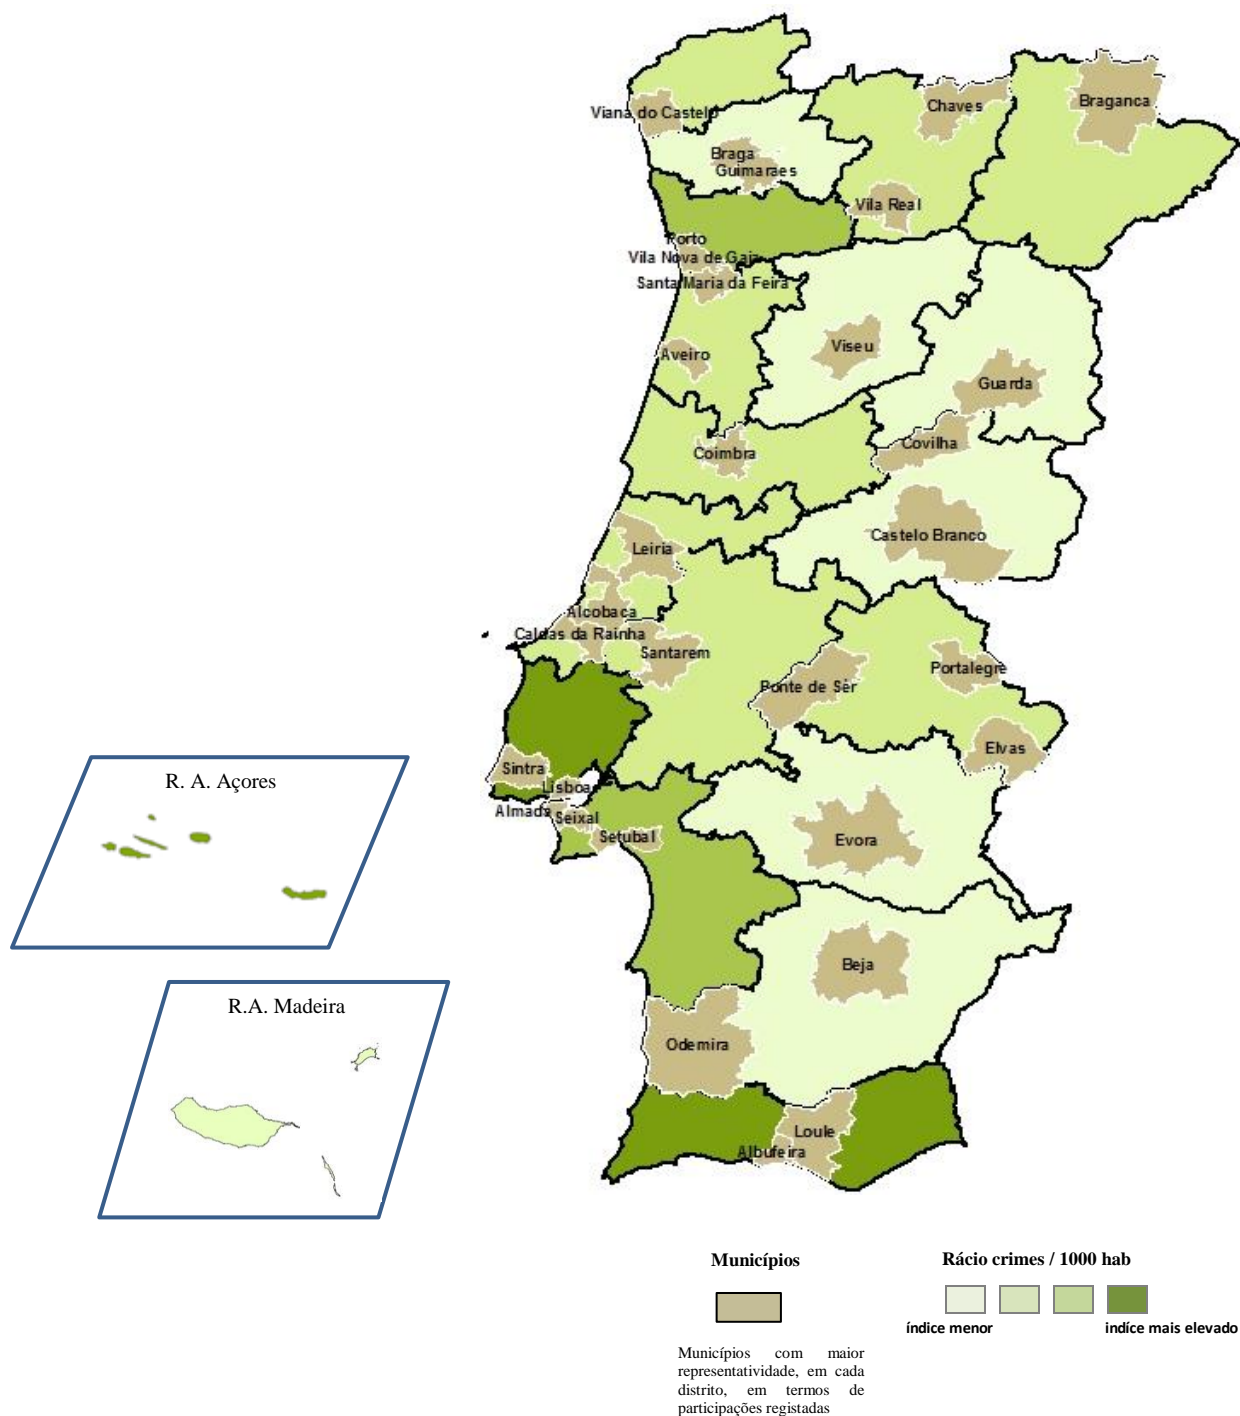 Viana do Castelo
Chaves
Braganca
Braga
Guimaraes
Vila Real
Porto
Vila Nova de Gaia
Santa Maria da Feira
Aveiro
Viseu
Guarda
Covilha
Coimbra
Castelo Branco
Leiria
Alcobaca
Caldas da Rainha
Santarem
Portalegre
Ponte de Sôr
Elvas
Sintra
Lisboa
Almada
Seixal
Setubal
Evora
R. A. Açores
Beja
R.A. Madeira
Odemira
Loule
Albufeira
Municípios
Rácio crimes / 1000 hab
índice menor
indíce mais elevado
Municípios com maior
representatividade, em cada
distrito, em termos de
participações registadas